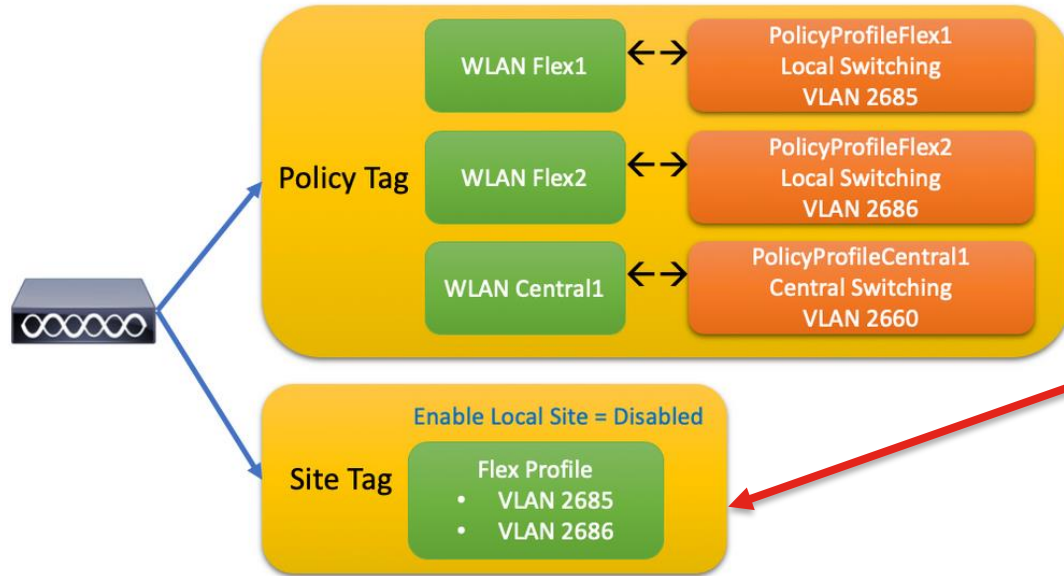 Policy Tag
WLAN Flex1
PolicyProfileFlex1
Local Switching
VLAN 2685
WLAN Flex2
PolicyProfileFlex2
Local Switching
VLAN 2686
WLAN Central1
PolicyProfileCentral1
Central Switching
VLAN 2660
Site Tag
Enable Local Site = Disabled
Flex Profile
• VLAN 2685
• VLAN 2686